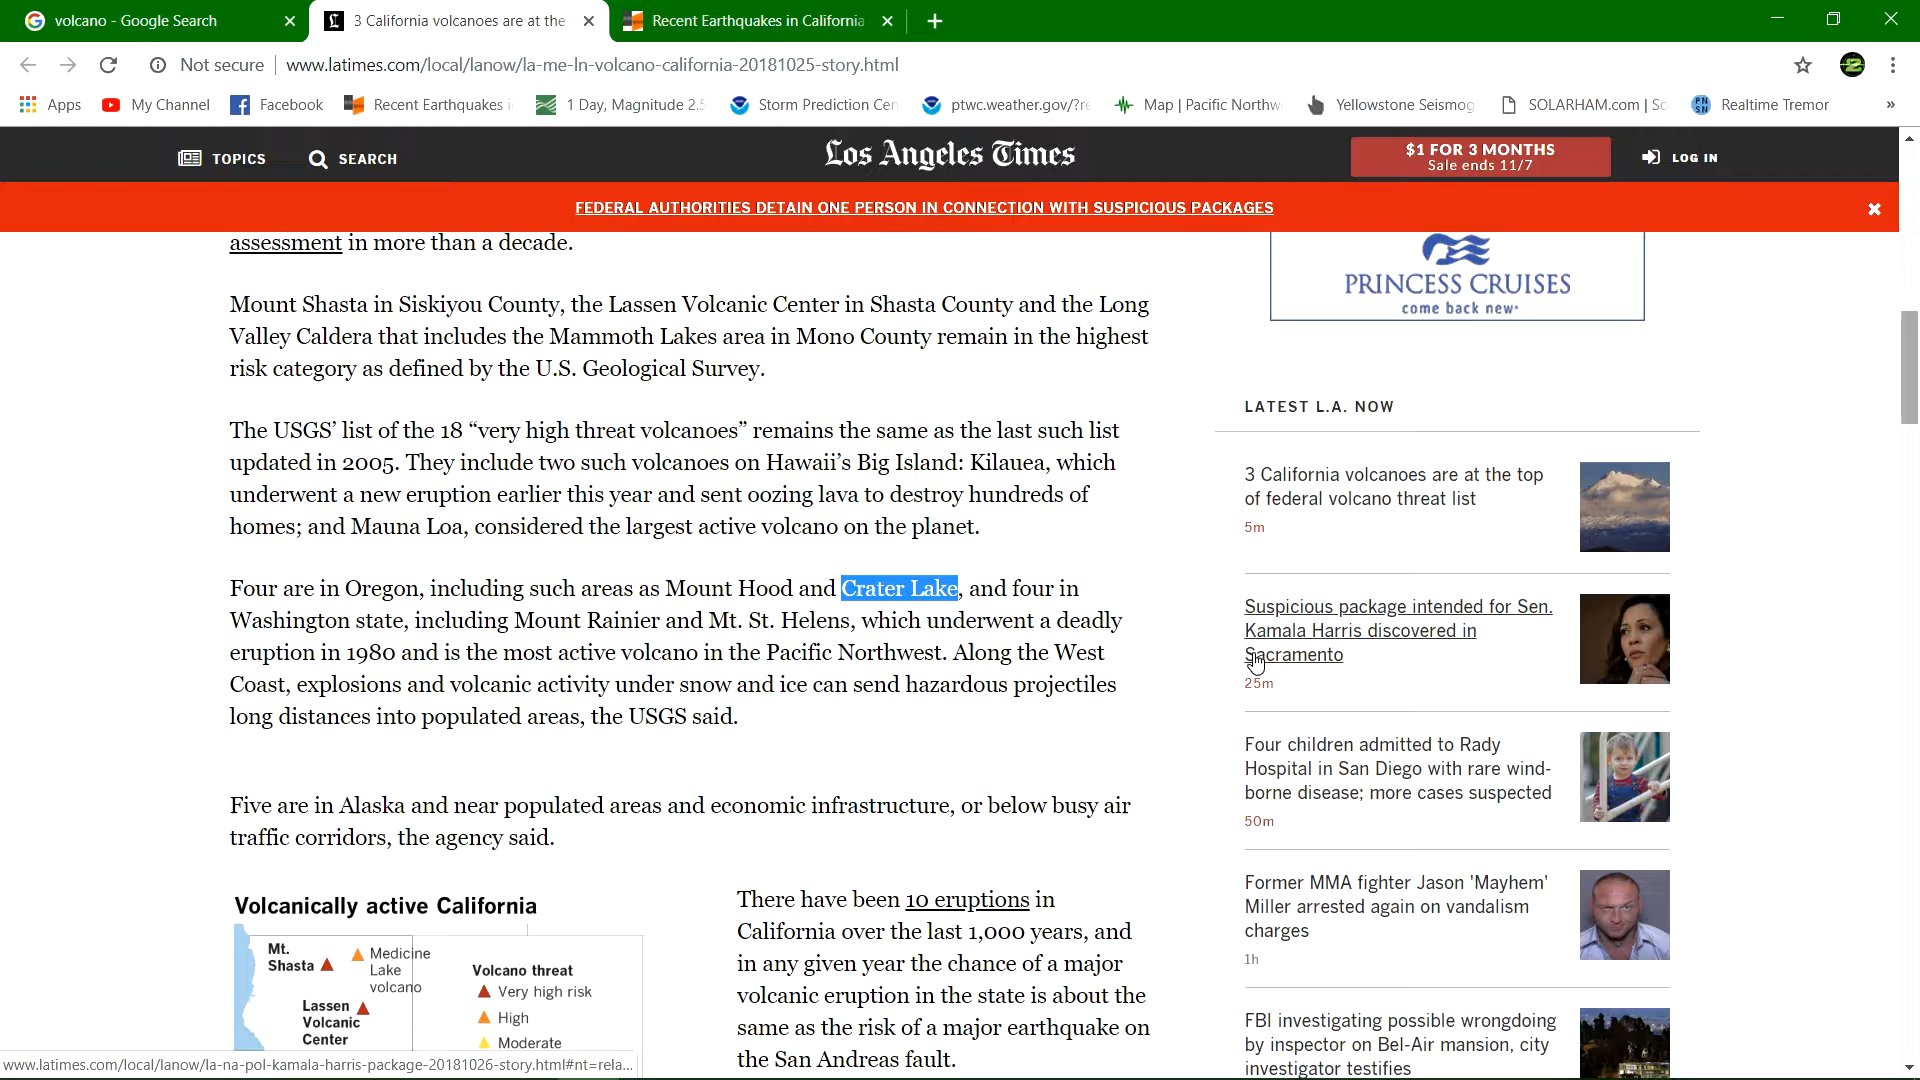 volcano - Google Search
3 California volcanoes are at the
Recent Earthquakes in California
Not secure
www.latimes.com/local/lanow/la-me-ln-volcano-california-20181025-story.html
Apps
My Channel
Facebook
Recent Earthquakes
1 Day, Magnitude 2.5
Storm Prediction Cen
ptwc.weather.gov/?re
Map | Pacific Northw
Yellowstone Seismog
SOLARHAM.com | So
Realtime Tremor
»
TOPICS
SEARCH
Los Angeles Times
$1 FOR 3 MONTHS
Sale ends 11/7
LOG IN
FEDERAL AUTHORITIES DETAIN ONE PERSON IN CONNECTION WITH SUSPICIOUS PACKAGES
assessment in more than a decade.
Mount Shasta in Siskiyou County, the Lassen Volcanic Center in Shasta County and the Long
Valley Caldera that includes the Mammoth Lakes area in Mono County remain in the highest
risk category as defined by the U.S. Geological Survey.
The USGS’ list of the 18 “very high threat volcanoes” remains the same as the last such list
updated in 2005. They include two such volcanoes on Hawaii’s Big Island: Kilauea, which
underwent a new eruption earlier this year and sent oozing lava to destroy hundreds of
homes; and Mauna Loa, considered the largest active volcano on the planet.
Four are in Oregon, including such areas as Mount Hood and Crater Lake, and four in
Washington state, including Mount Rainier and Mt. St. Helens, which underwent a deadly
eruption in 1980 and is the most active volcano in the Pacific Northwest. Along the West
Coast, explosions and volcanic activity under snow and ice can send hazardous projectiles
long distances into populated areas, the USGS said.
Five are in Alaska and near populated areas and economic infrastructure, or below busy air
traffic corridors, the agency said.
Volcanically active California
Mt.
Shasta
Medicine
Lake
volcano
Lassen
Volcanic
Center
Volcano threat
Very high risk
High
Moderate
There have been 10 eruptions in
California over the last 1,000 years, and
in any given year the chance of a major
volcanic eruption in the state is about the
same as the risk of a major earthquake on
the San Andreas fault.
PRINCESS CRUISES
come back new
LATEST L.A. NOW
3 California volcanoes are at the top
of federal volcano threat list
5m
Suspicious package intended for Sen.
Kamala Harris discovered in
Sacramento
25m
Four children admitted to Rady
Hospital in San Diego with rare wind-
borne disease; more cases suspected
50m
Former MMA fighter Jason 'Mayhem'
Miller arrested again on vandalism
charges
1h
FBI investigating possible wrongdoing
by inspector on Bel-Air mansion, city
investigator testifies
www.latimes.com/local/lanow/la-na-pol-kamala-harris-package-20181026-story.html#nt=rela...